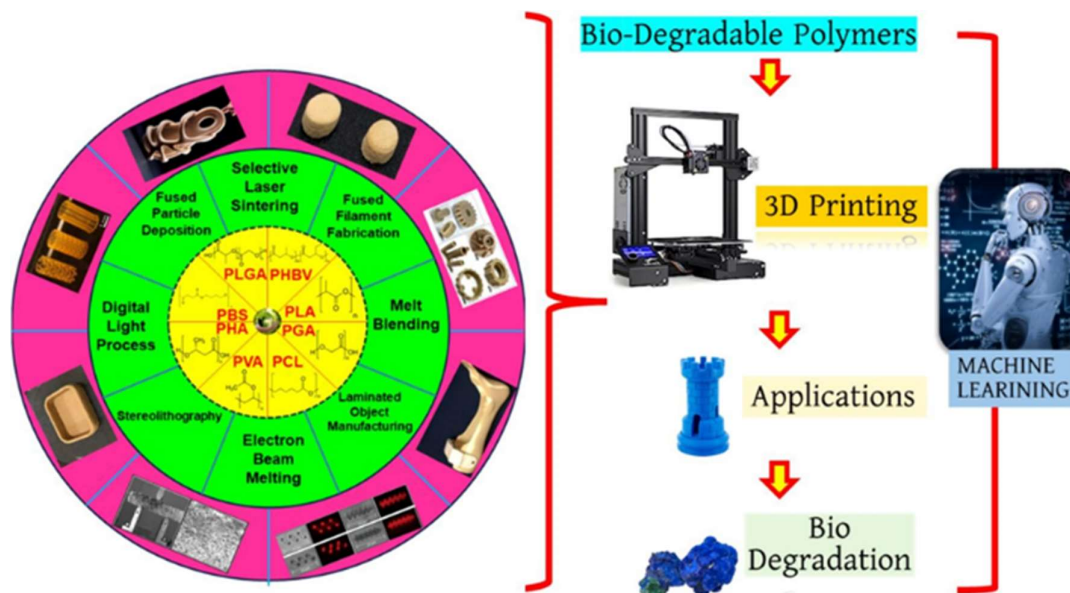 Selective
Laser
Sintering
Fused
Filament
Fabrication
Melt
Blending
Laminated
Object
Manufacturing
Electron
Beam
Melting
Stereolithography
Digital
Light
Process
Fused
Particle
Deposition
PLGA
PHBV
PLA
PGA
PCL
PVA
PHA
PBS
Bio-Degradable Polymers
3D Printing
Applications
Bio
Degradation
MACHINE
LEARINING